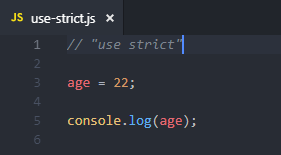 JS use-strict.js ×
1 // "use strict"
2
3 age = 22;
4
5 console.log(age);
6